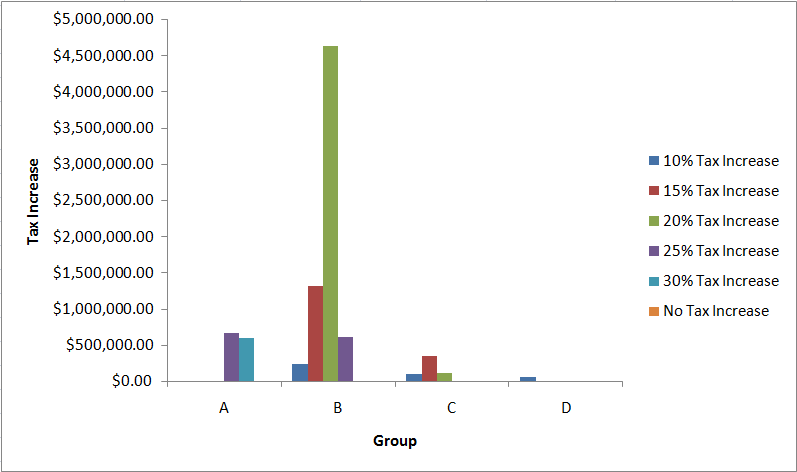 $5,000,000.00
$4,500,000.00
$4,000,000.00
$3,500,000.00
$3,000,000.00
$2,500,000.00
$2,000,000.00
$1,500,000.00
$1,000,000.00
$500,000.00
$0.00
Tax Increase
A B C D
Group
10% Tax Increase
15% Tax Increase
20% Tax Increase
25% Tax Increase
30% Tax Increase
No Tax Increase